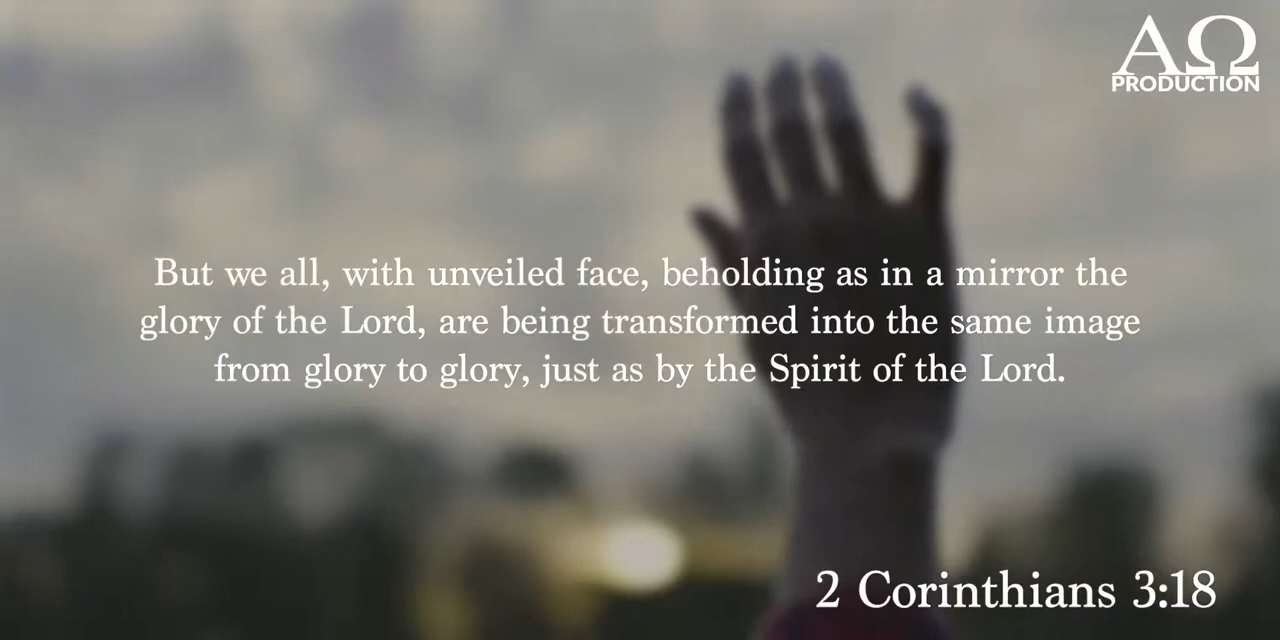 ΑΩ
PRODUCTION
But we all, with unveiled face, beholding as in a mirror the
glory of the Lord, are being transformed into the same image
from glory to glory, just as by the Spirit of the Lord.
2 Corinthians 3:18